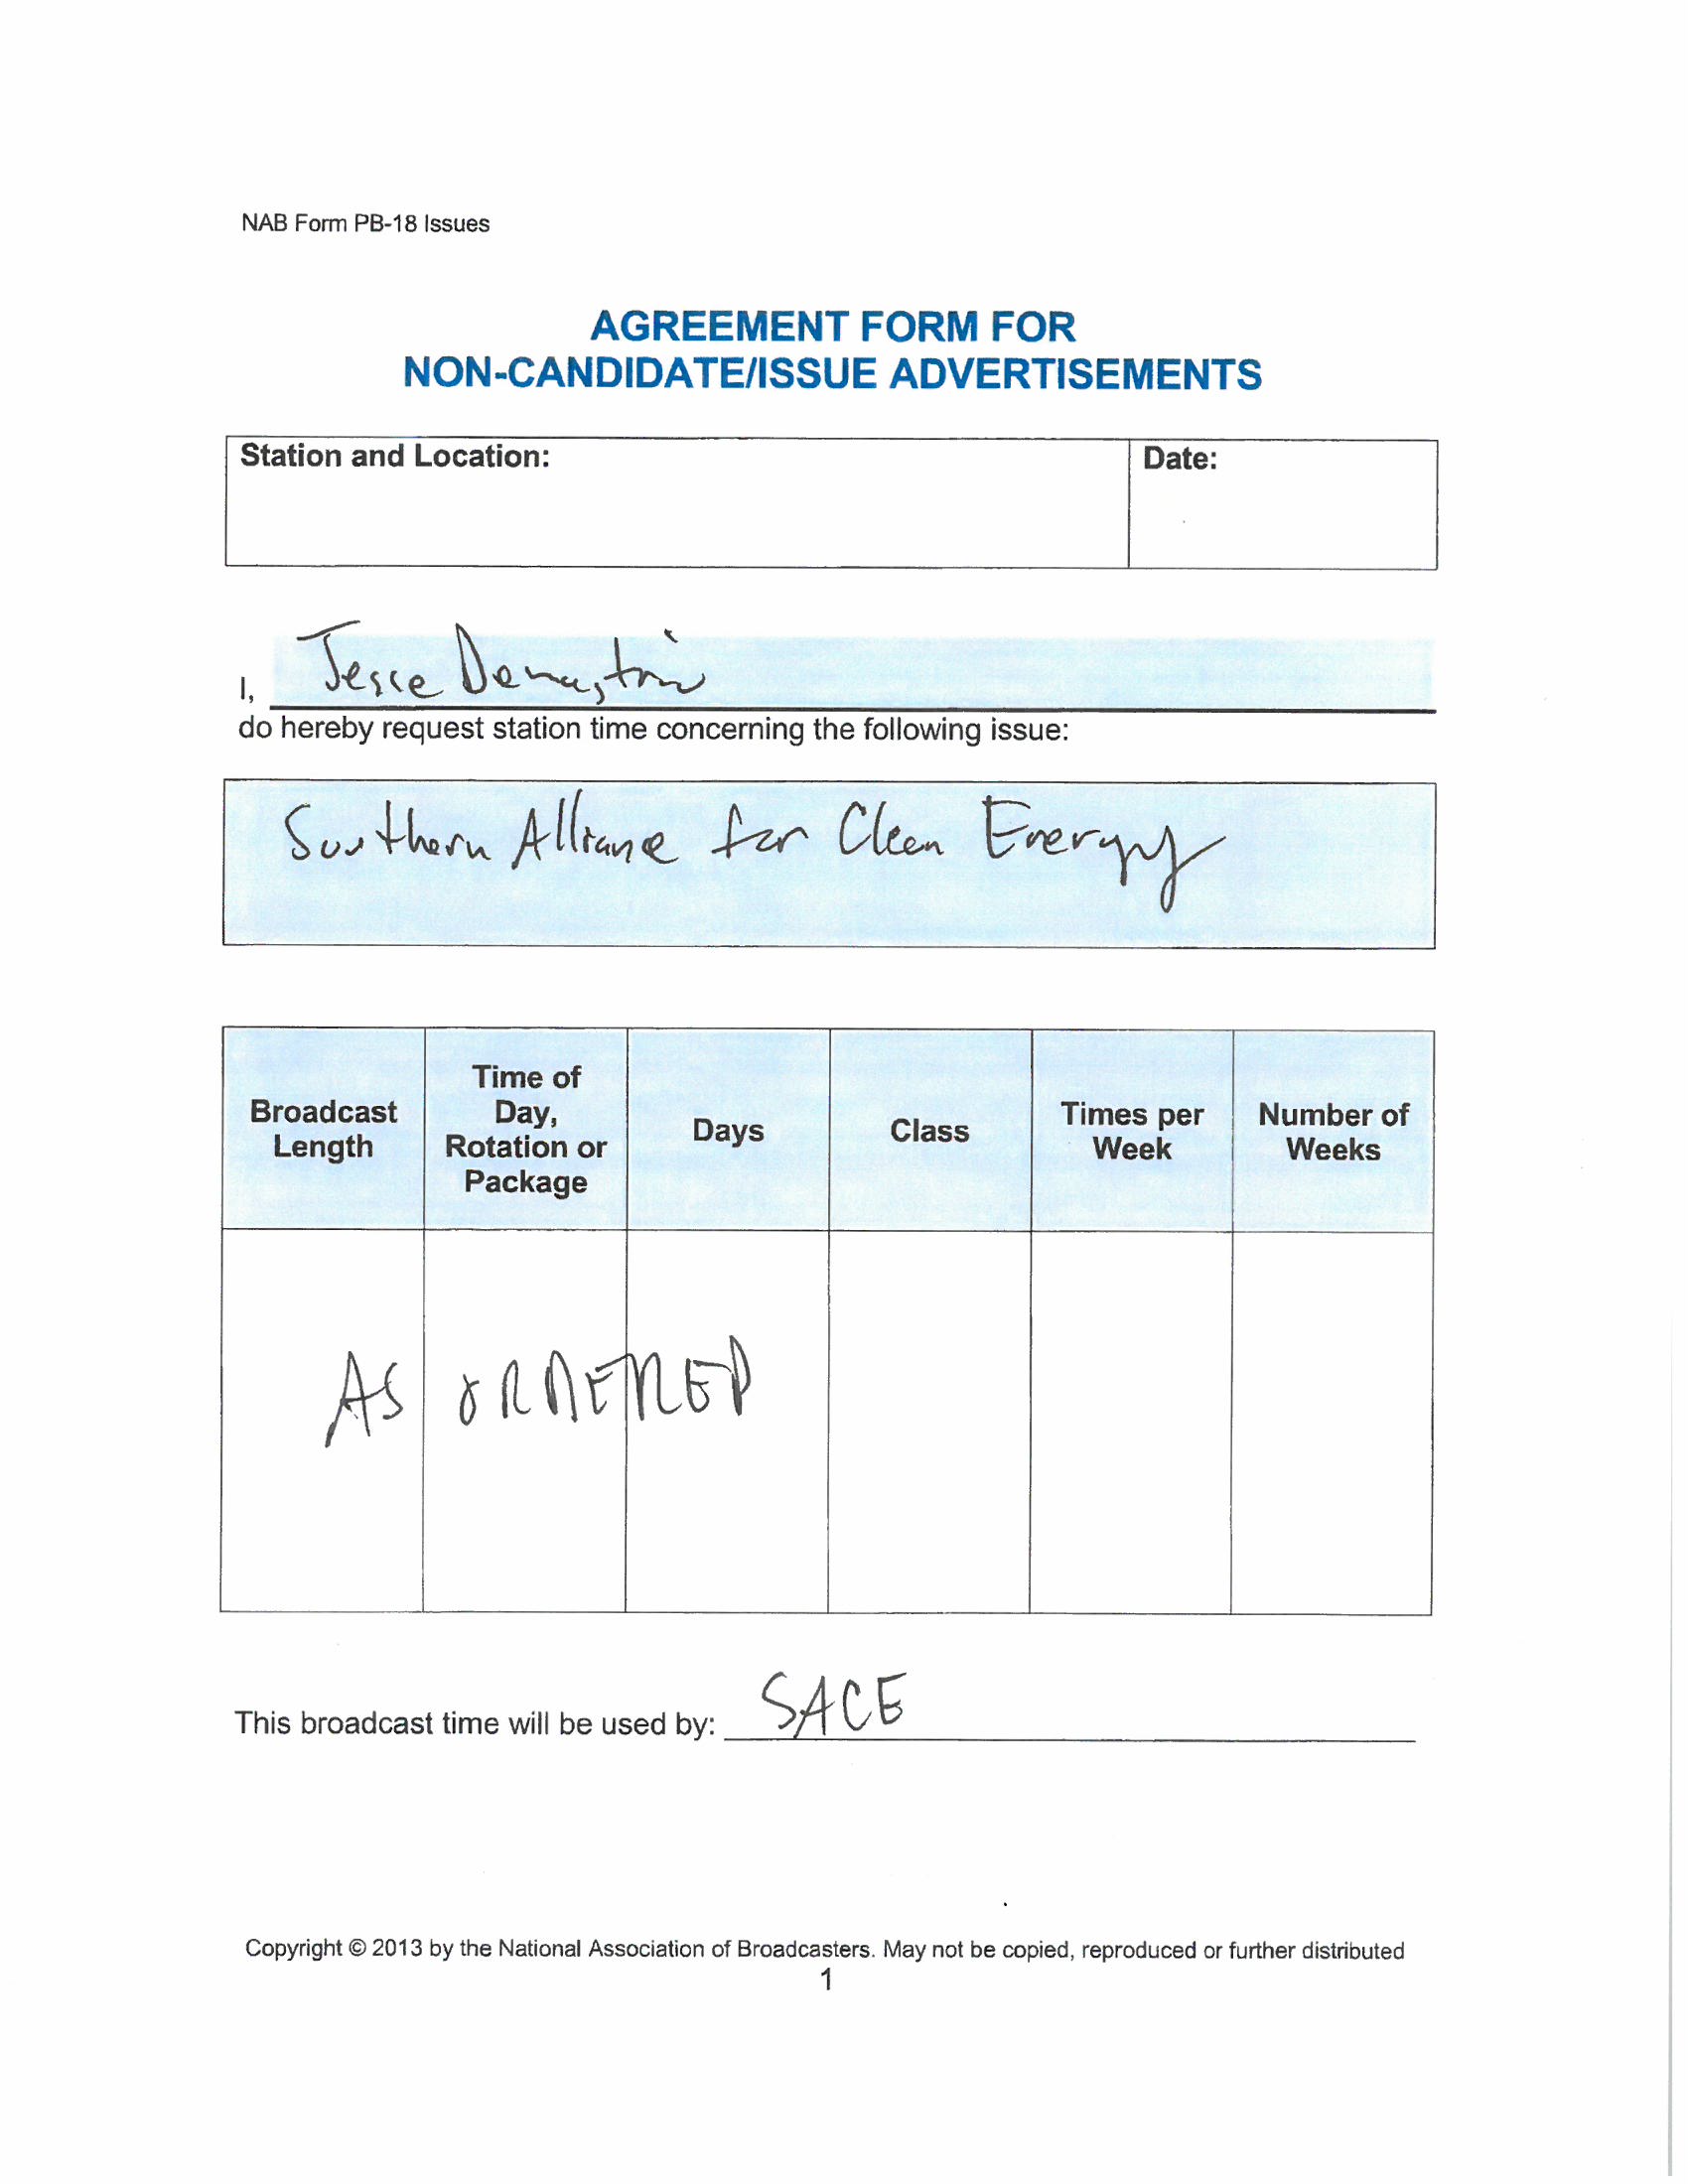 NAB Form PB-18 Issues
AGREEMENT FORM FOR
NON-CANDIDATE/ISSUE ADVERTISEMENTS
Station and Location:
Date:
I, Jesse
do hereby request station time concerning the following issue:
Southern Alliance for Clean Energy
Broadcast Length
Time of Day, Rotation or Package
Days
Class
Times per Week
Number of Weeks
AS ORDERED
This broadcast time will be used by: SACE
Copyright © 2013 by the National Association of Broadcasters. May not be copied, reproduced or further distributed
1